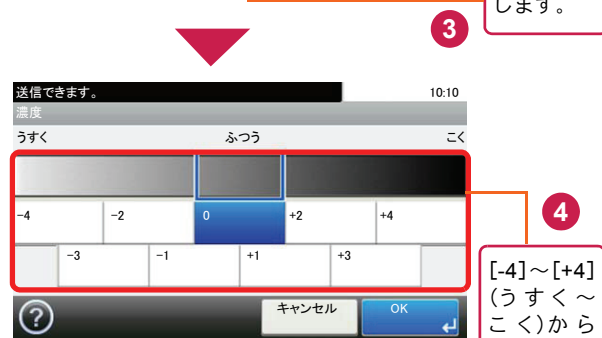 します。
3
送信できます。 10:10
濃度
うすく ふつう こく
-4 -2 0 +2 +4
-3 -1 +1 +3
? キャンセル OK
4
[-4]～[+4]
(うすく～
こく)から